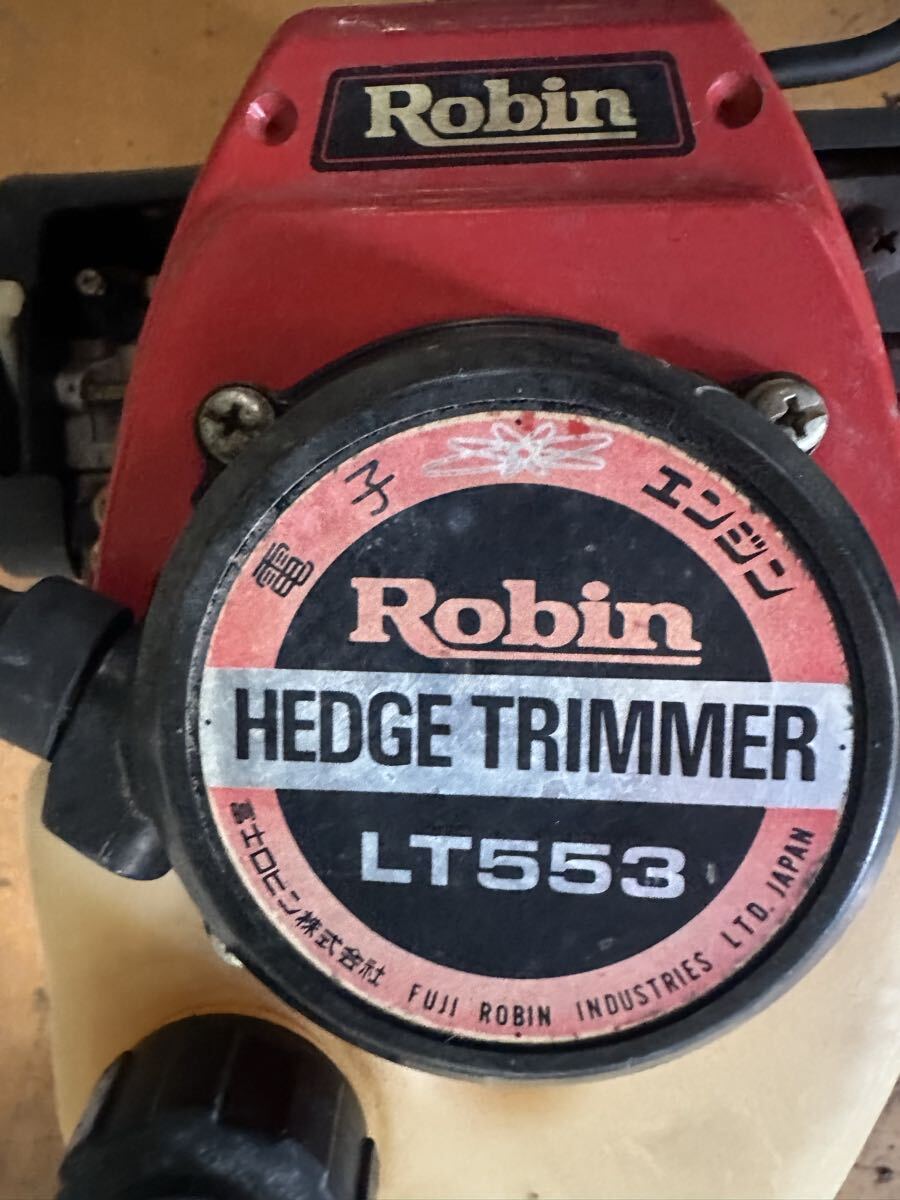 Robin
電子 エンジン
Robin
HEDGE TRIMMER
LT553
富士ロビン株式会社 FUJI ROBIN INDUSTRIES LTD. JAPAN